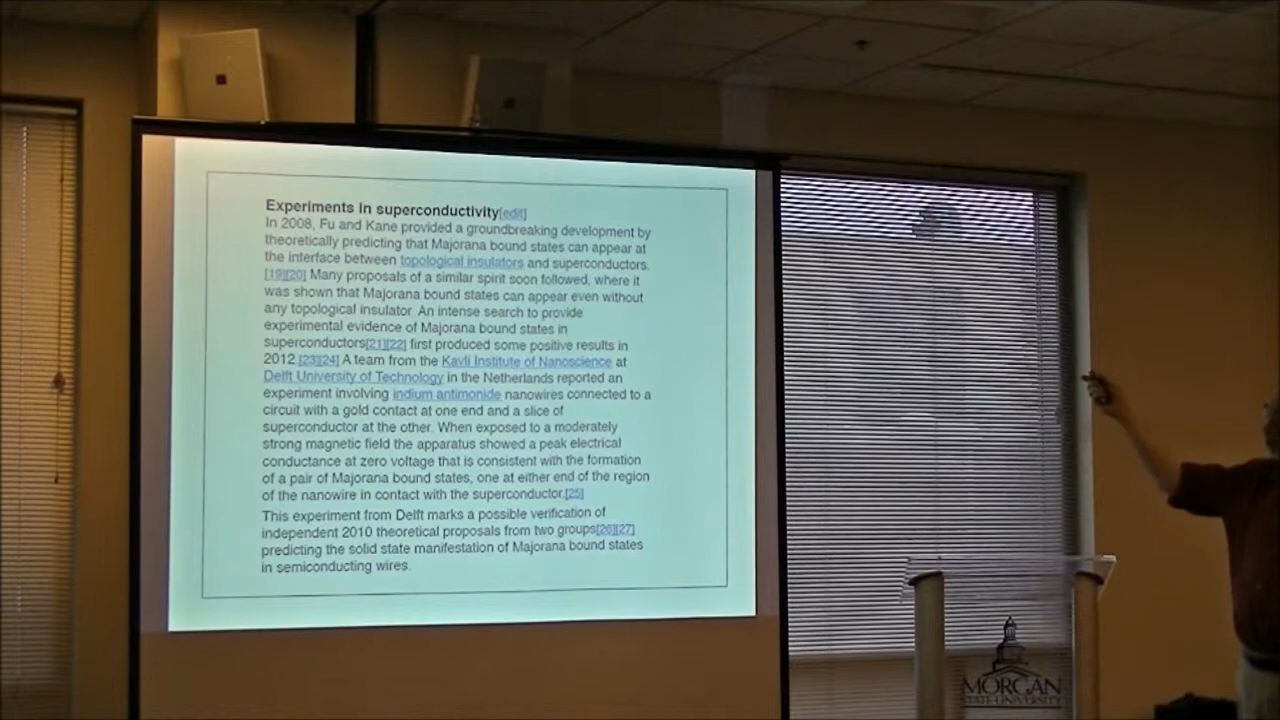 Experiments in superconductivity[edit]
In 2008, Fu and Kane provided a groundbreaking development by
theoretically predicting that Majorana bound states can appear at
the interface between topological insulators and superconductors.
[19][20] Many proposals of a similar spirit soon followed, where it
was shown that Majorana bound states can appear even without
any topological insulator. An intense search to provide
experimental evidence of Majorana bound states in
superconductors[21][22] first produced some positive results in
2012.[23][24] A team from the Kavli Institute of Nanoscience at
Delft University of Technology in the Netherlands reported an
experiment involving indium antimonide nanowires connected to a
circuit with a gold contact at one end and a slice of
superconductor at the other. When exposed to a moderately
strong magnetic field the apparatus showed a peak electrical
conductance at zero voltage that is consistent with the formation
of a pair of Majorana bound states, one at either end of the region
of the nanowire in contact with the superconductor.[25]
This experiment from Delft marks a possible verification of
independent 2010 theoretical proposals from two groups[26][27]
predicting the solid state manifestation of Majorana bound states
in semiconducting wires.
MORGAN
STATE UNIVERSITY